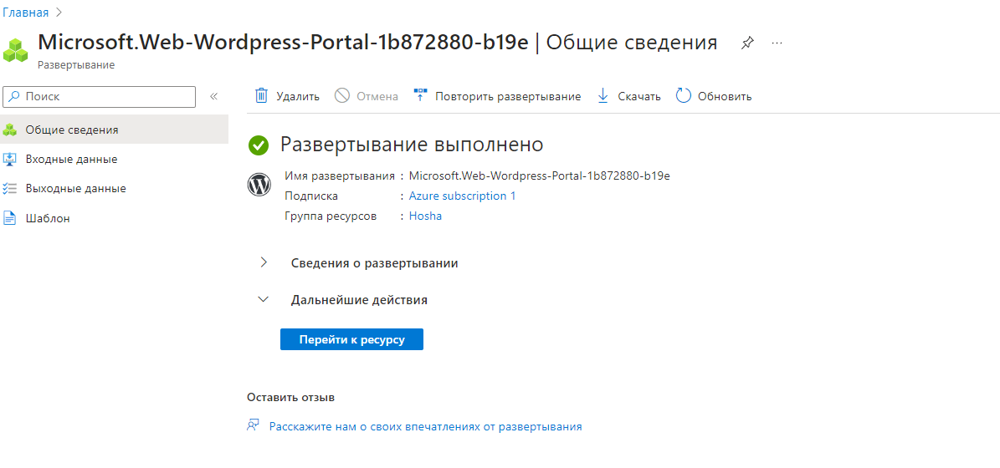 Главная
Microsoft.Web-Wordpress-Portal-1b872880-b19e | Общие сведения
Развертывание
Поиск
Удалить Отмена Повторить развертывание Скачать Обновить
Общие сведения
Входные данные
Выходные данные
Шаблон
Развертывание выполнено
Имя развертывания : Microsoft.Web-Wordpress-Portal-1b872880-b19e
Подписка : Azure subscription 1
Группа ресурсов : Hosha
Сведения о развертывании
Дальнейшие действия
Перейти к ресурсу
Оставить отзыв
Расскажите нам о своих впечатлениях от развертывания